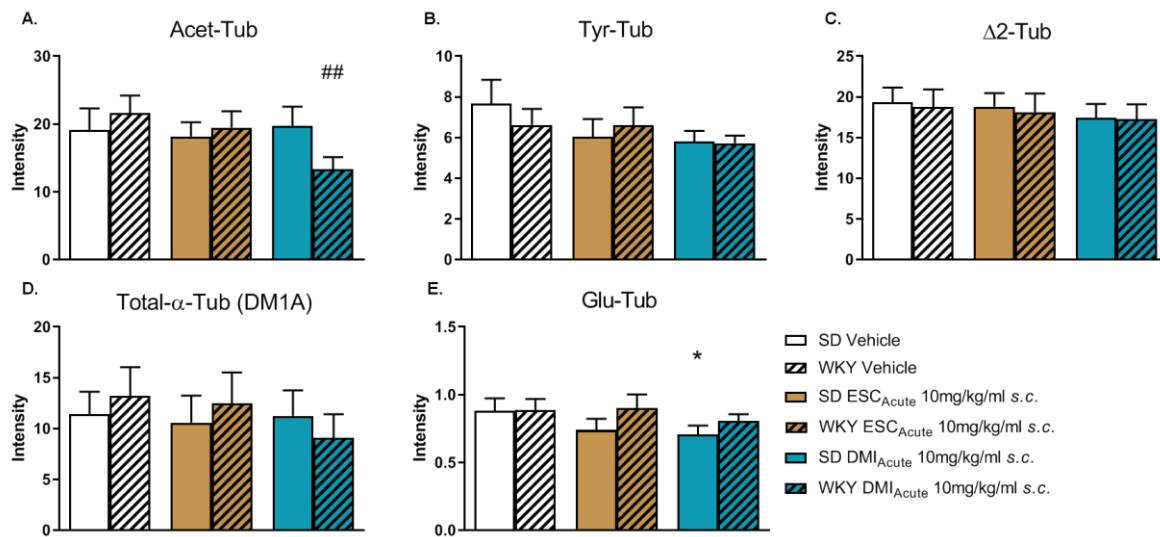 A.
Acet-Tub
30
20
10
0
Intensity
##
B.
Tyr-Tub
8
6
4
2
0
Intensity
C.
Δ2-Tub
25
20
15
10
5
0
Intensity
D.
Total-α-Tub (DM1A)
20
15
10
5
0
Intensity
E.
Glu-Tub
1.5
1.0
0.5
0.0
Intensity
*
SD Vehicle
WKY Vehicle
SD ESCAcute 10mg/kg/ml s.c.
WKY ESCAcute 10mg/kg/ml s.c.
SD DMIAcute 10mg/kg/ml s.c.
WKY DMIAcute 10mg/kg/ml s.c.